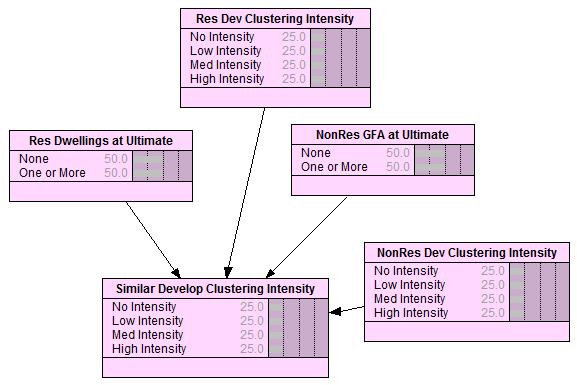 Res Dev Clustering Intensity
No Intensity 25.0
Low Intensity 25.0
Med Intensity 25.0
High Intensity 25.0
Res Dwellings at Ultimate
None 50.0
One or More 50.0
NonRes GFA at Ultimate
None 50.0
One or More 50.0
NonRes Dev Clustering Intensity
No Intensity 25.0
Low Intensity 25.0
Med Intensity 25.0
High Intensity 25.0
Similar Develop Clustering Intensity
No Intensity 25.0
Low Intensity 25.0
Med Intensity 25.0
High Intensity 25.0